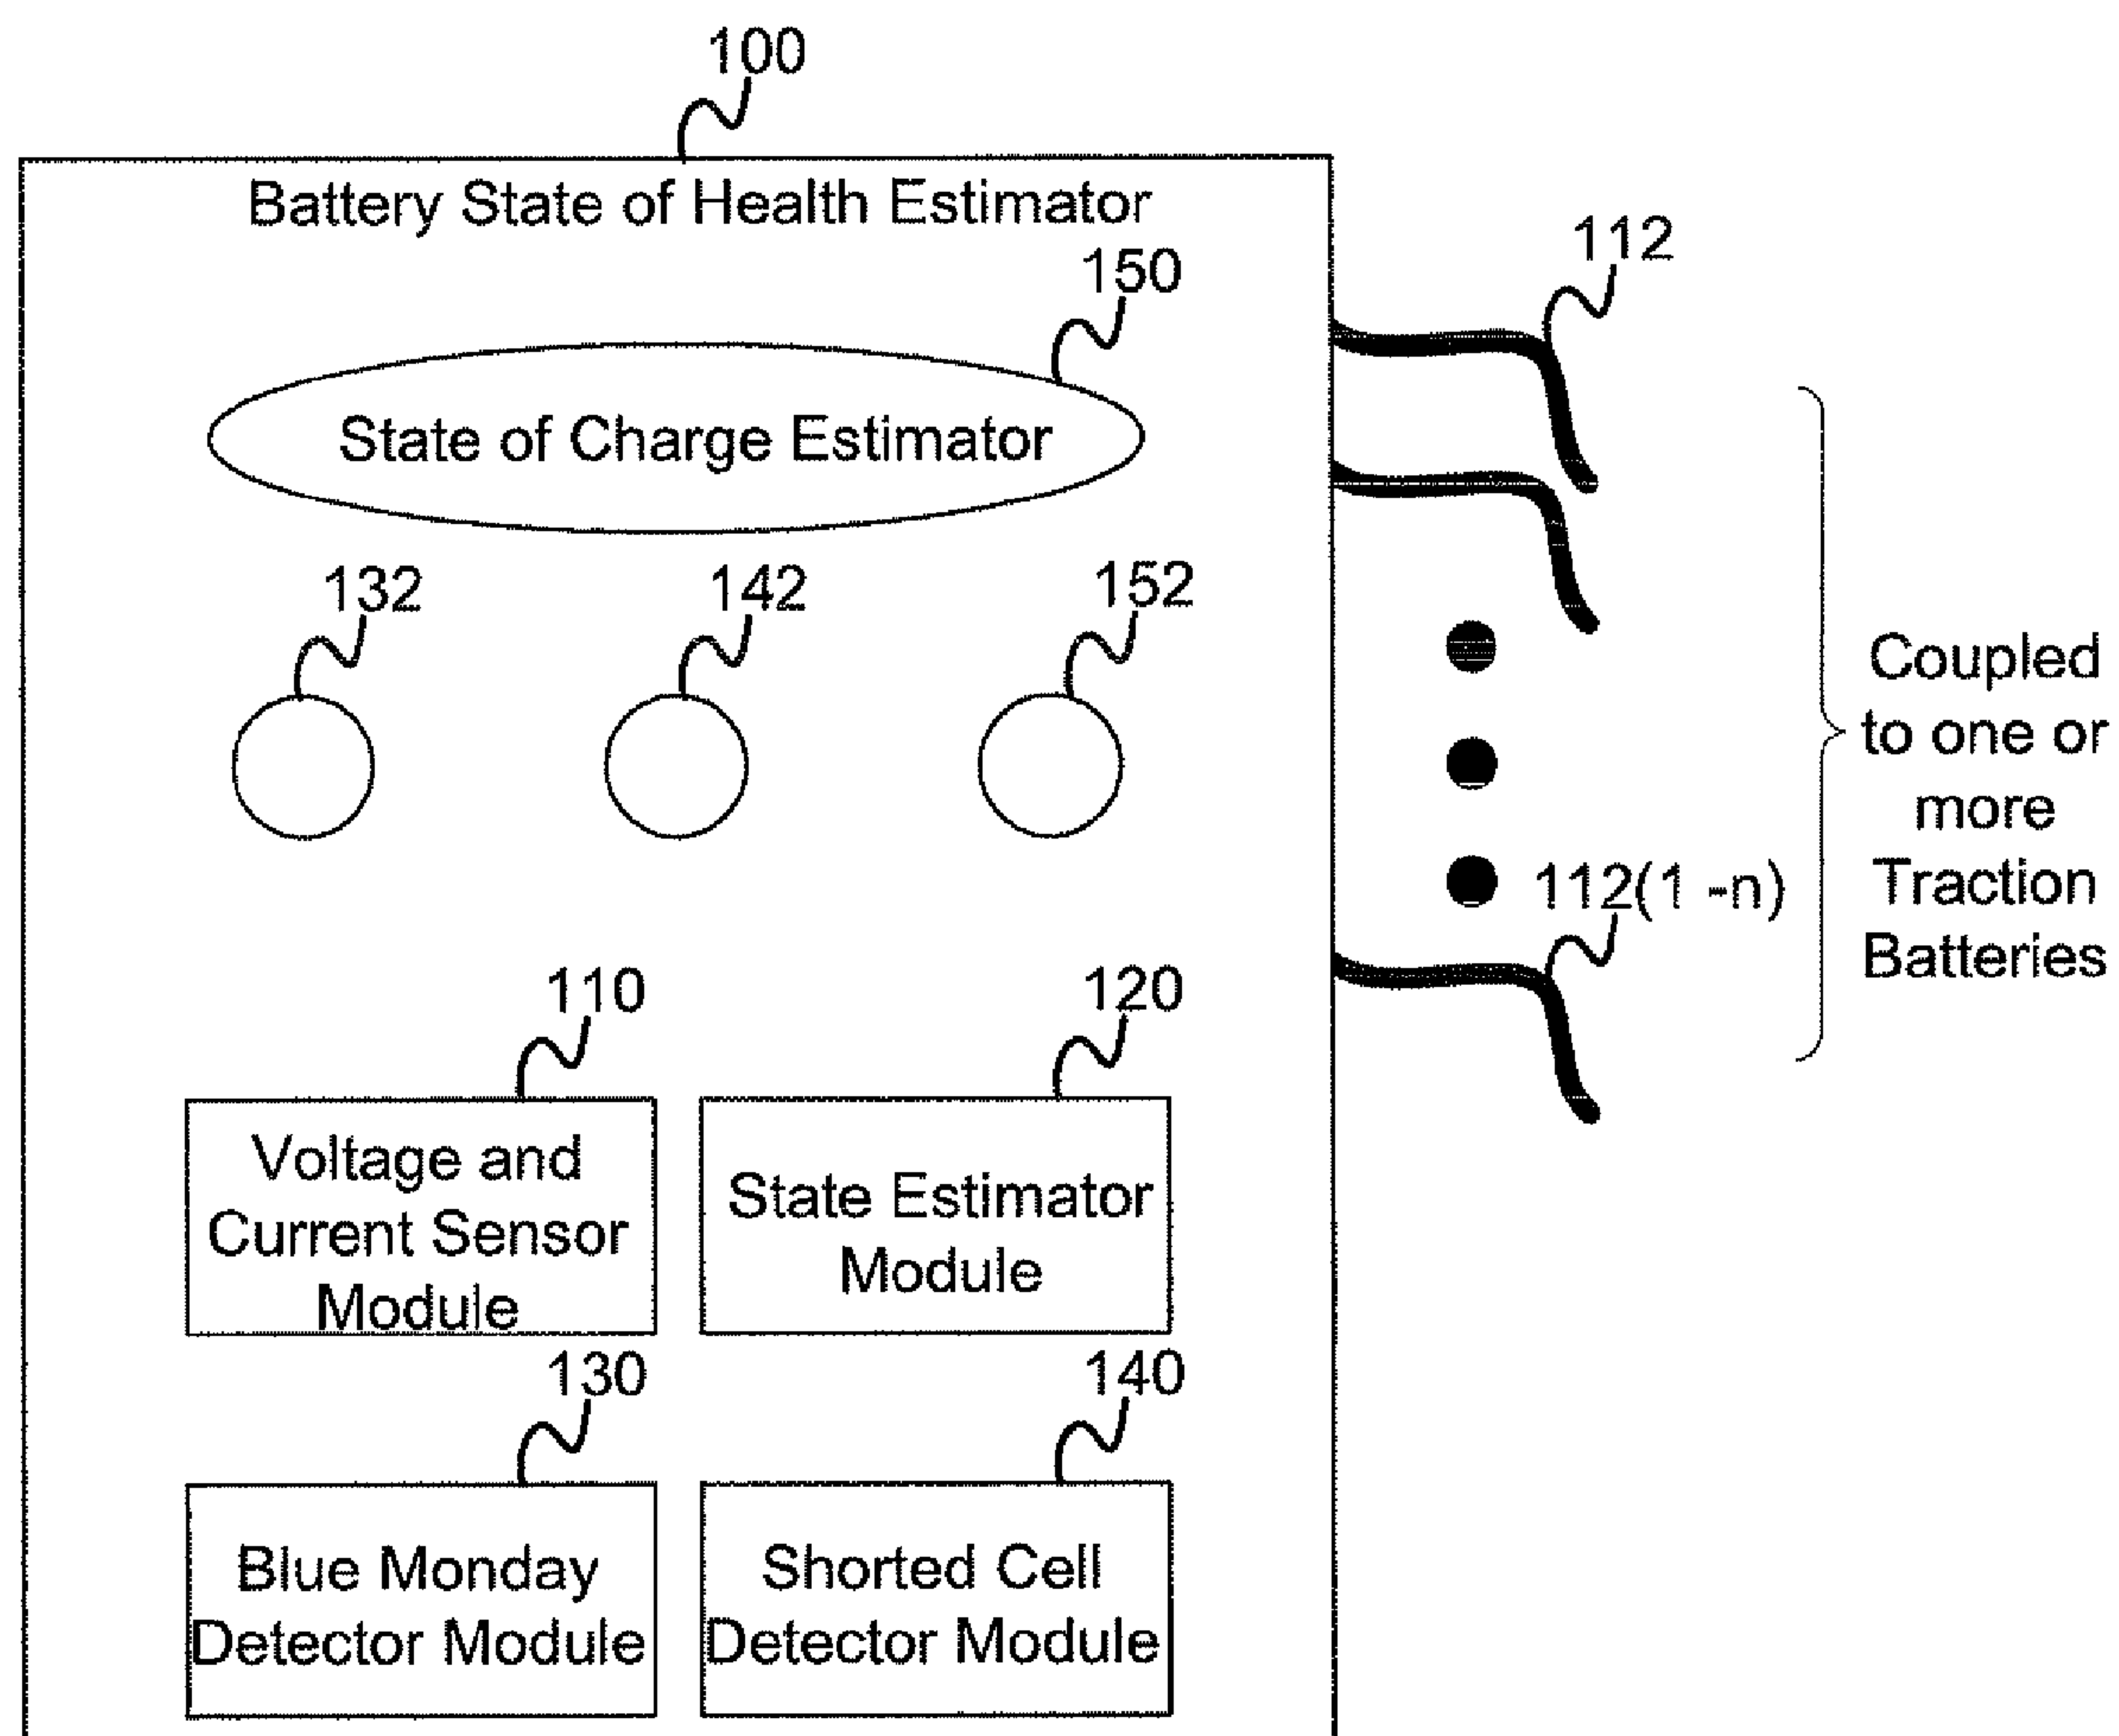 100
Battery State of Health Estimator
112
150
State of Charge Estimator
132
142
152
Coupled
to one or
more
Traction
Batteries
112(1 -n)
110
120
Voltage and
Current Sensor
Module
State Estimator
Module
130
140
Blue Monday
Detector Module
Shorted Cell
Detector Module